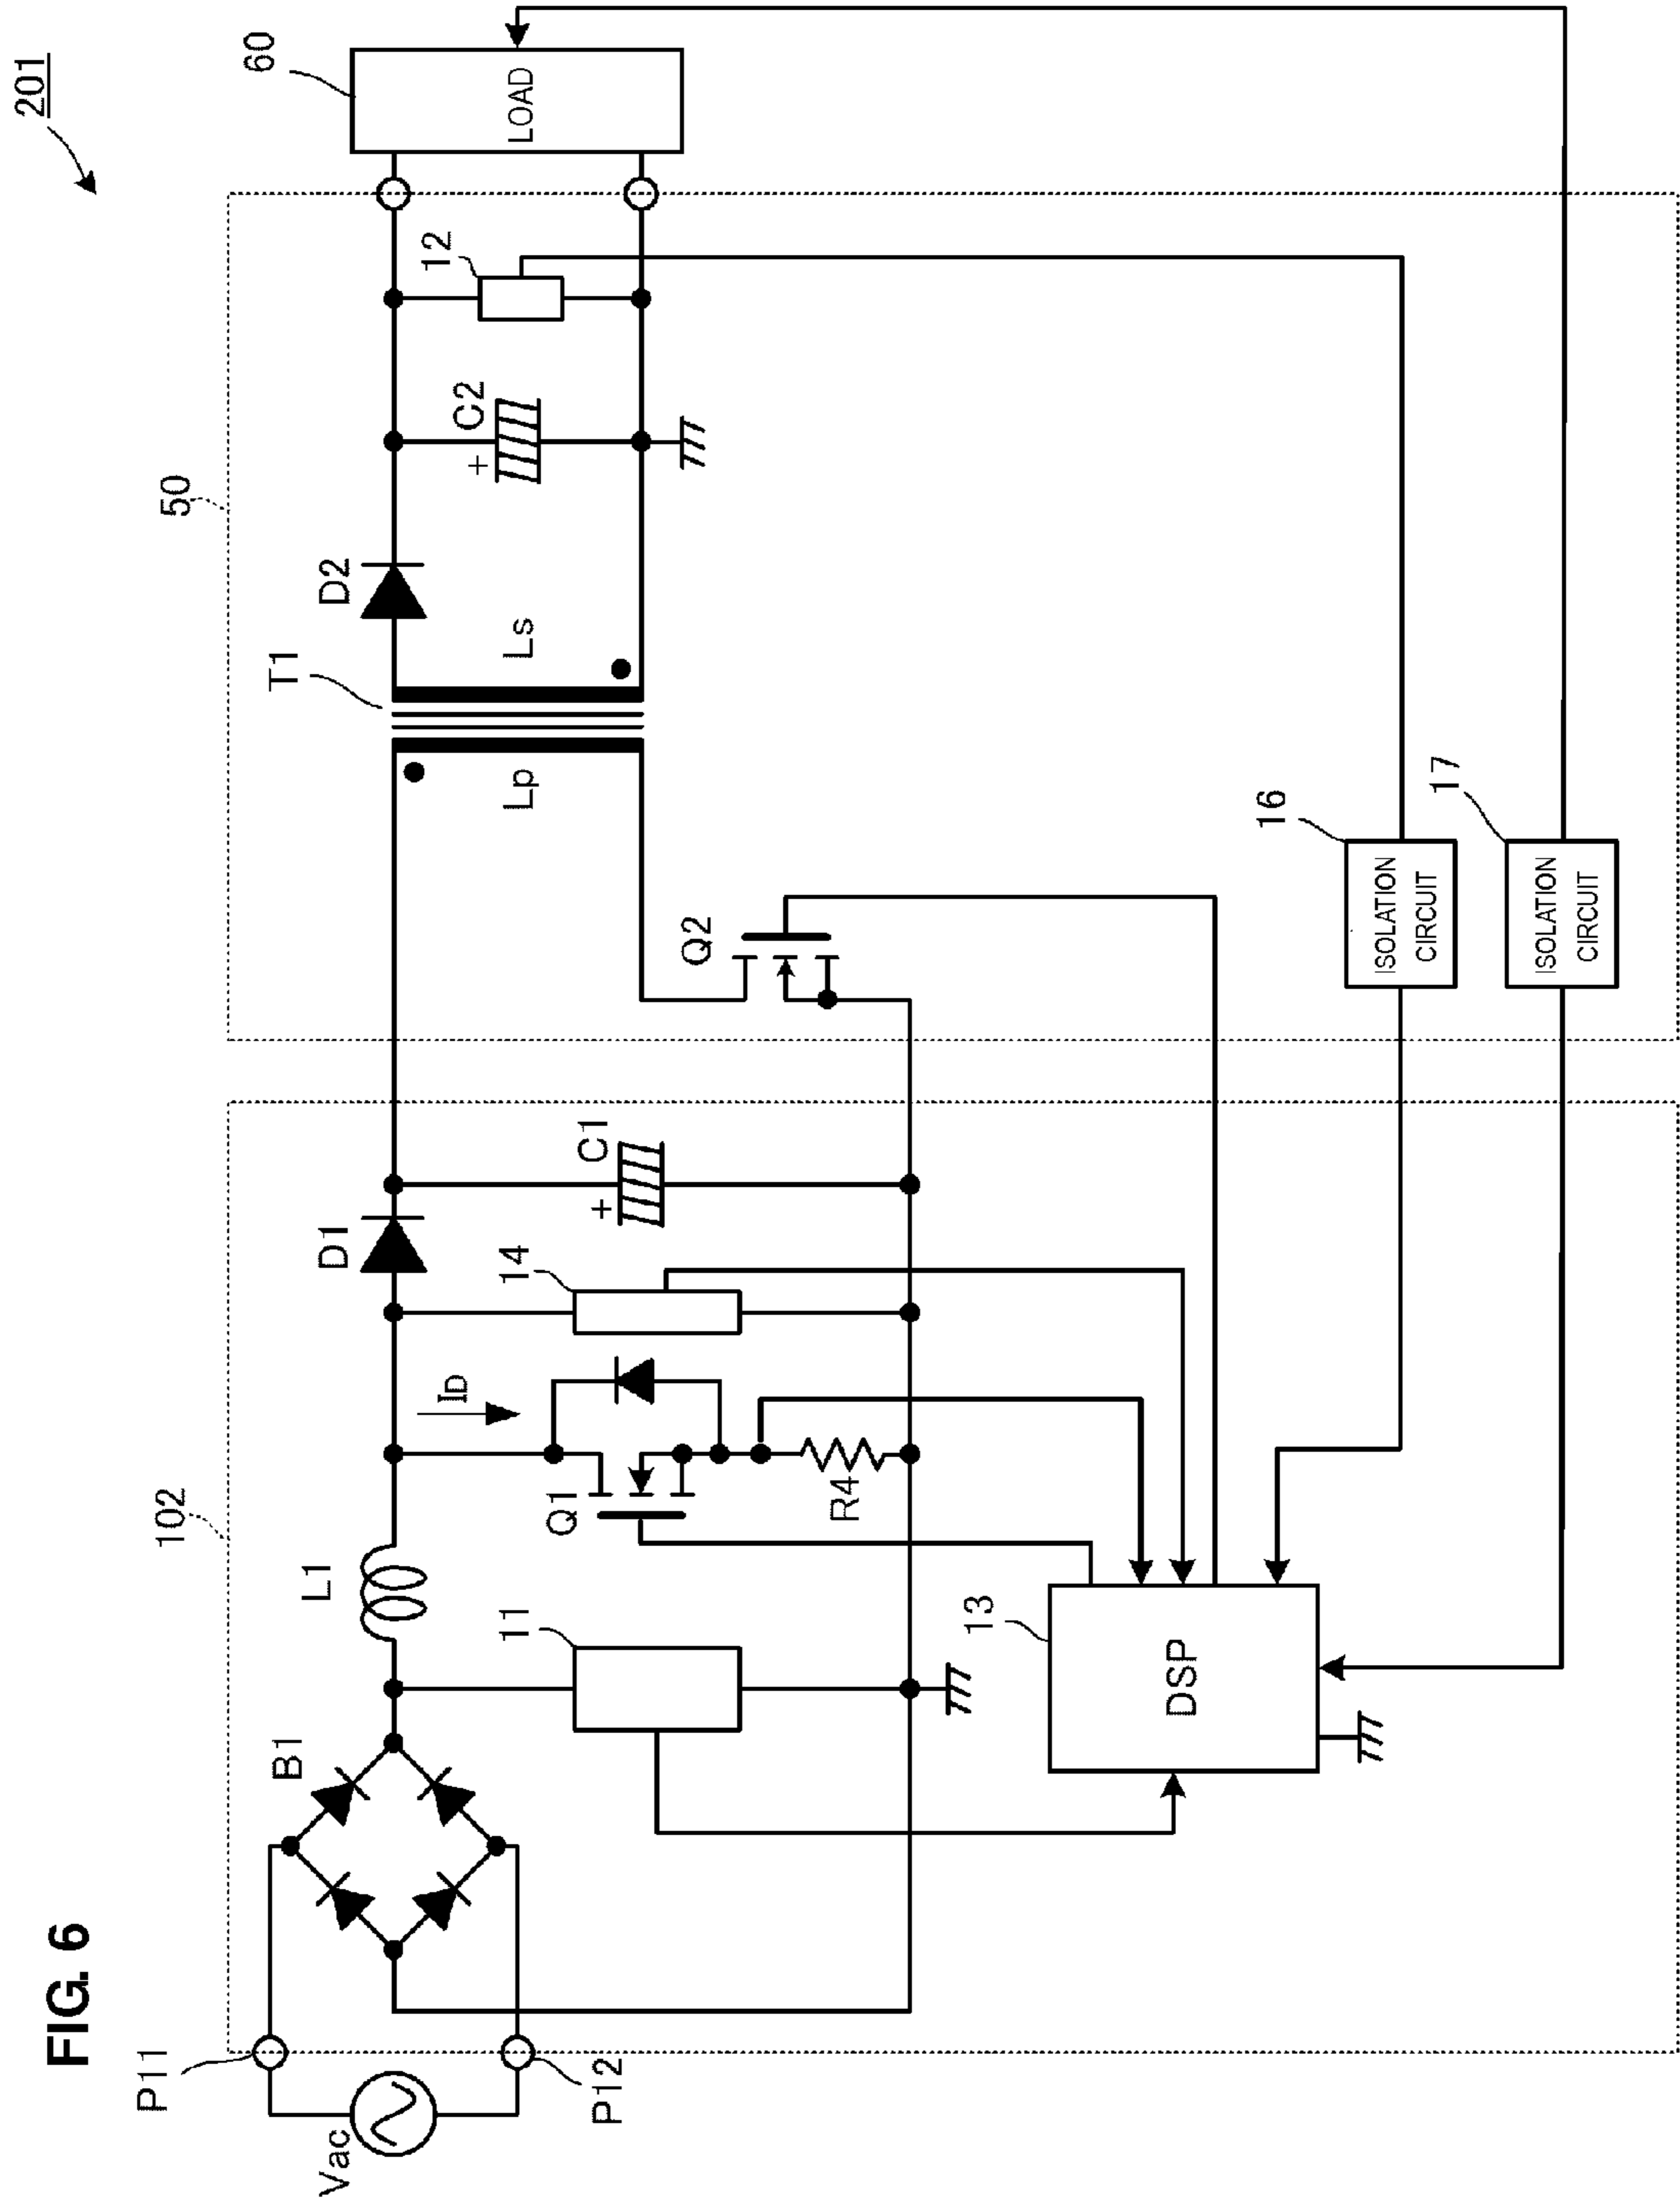 FIG. 6
201
102
50
60
P11
Vac
P12
B1
L1
11
Q1
ID
R4
14
D1
C1
13
DSP
T1
Lp
Ls
D2
Q2
+
C2
+
12
LOAD
16
ISOLATION
CIRCUIT
17
ISOLATION
CIRCUIT